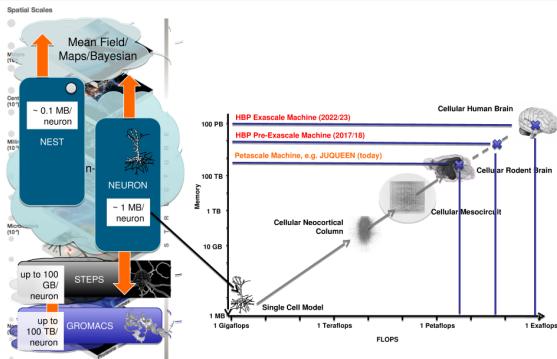 Spatial Scales
Mean Field/
Maps/Bayesian
~ 0.1 MB/
neuron
NEST
n-
NEURON
~ 1 MB/
neuron
up to 100
GB/
neuron
STEPS
up to
100 TB/
neuron
GROMACS
Cellular Human Brain
HBP Exascale Machine (2022/23)
100 PB
HBP Pre-Exascale Machine (2017/18)
Petascale Machine, e.g. JUQUEEN (today)
100 TB
Cellular Rodent Brain
Memory
1 TB
Cellular Mesocircuit
Cellular Neocortical
Column
10 GB
Single Cell Model
1 MB
1 Gigaflops
1 Teraflops
1 Petaflops
1 Exaflops
FLOPS